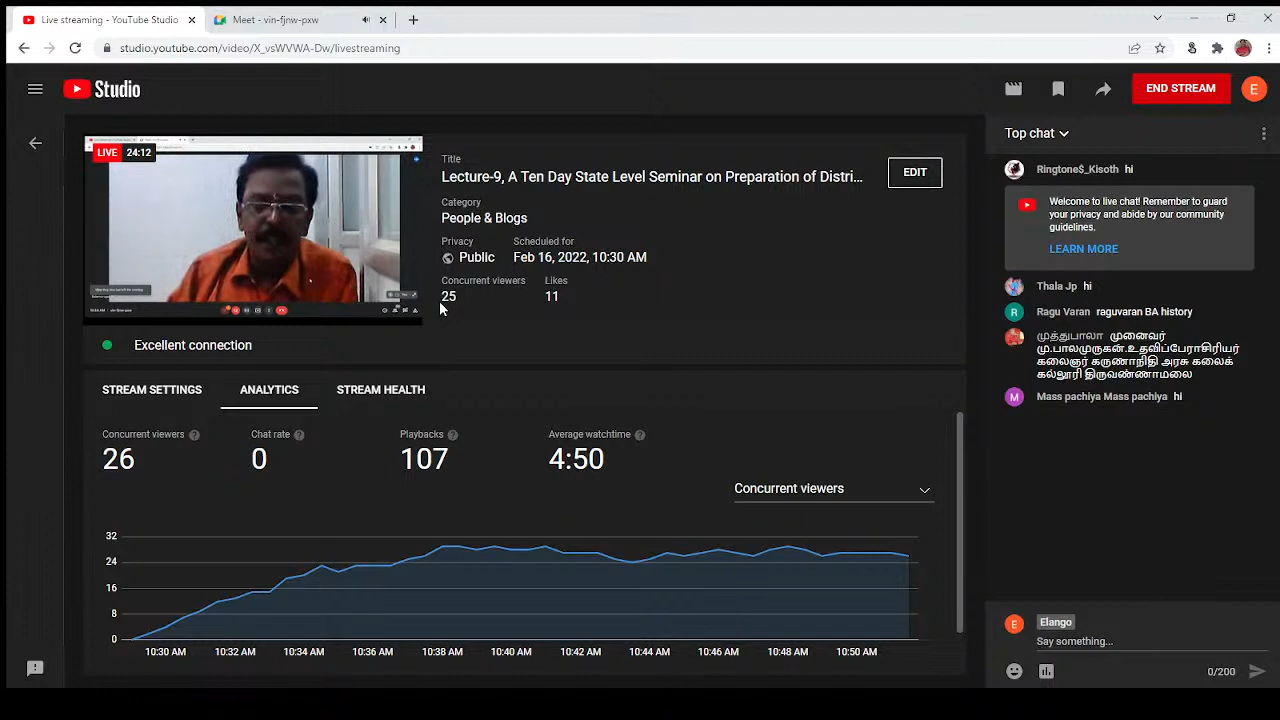 Live streaming - YouTube Studio
Meet - vin-fjnw-pxw
studio.youtube.com/video/X_vsWVWA-Dw/livestreaming
Studio
END STREAM
E
LIVE 24:12
Title
Lecture-9, A Ten Day State Level Seminar on Preparation of Distri...
EDIT
Category
People & Blogs
Privacy
Public
Scheduled for
Feb 16, 2022, 10:30 AM
Concurrent viewers
25
Likes
11
Excellent connection
STREAM SETTINGS
ANALYTICS
STREAM HEALTH
Concurrent viewers
26
Chat rate
0
Playbacks
107
Average watchtime
4:50
Concurrent viewers
32
24
16
8
0
10:30 AM 10:32 AM 10:34 AM 10:36 AM 10:38 AM 10:40 AM 10:42 AM 10:44 AM 10:46 AM 10:48 AM 10:50 AM
Top chat
Ringtone$_Kisoth hi
Welcome to live chat! Remember to guard
your privacy and abide by our community
guidelines.
LEARN MORE
Thala Jp hi
R Ragu Varan raguvaran BA history
முத்துபாலா முனைவர்
மு.பாலமுருகன்.உதவிப்பேராசிரியர்
கலைஞர் கருணாநிதி அரசு கலைக்
கல்லூரி திருவண்ணாமலை
M Mass pachiya Mass pachiya hi
E Elango
Say something...
0/200